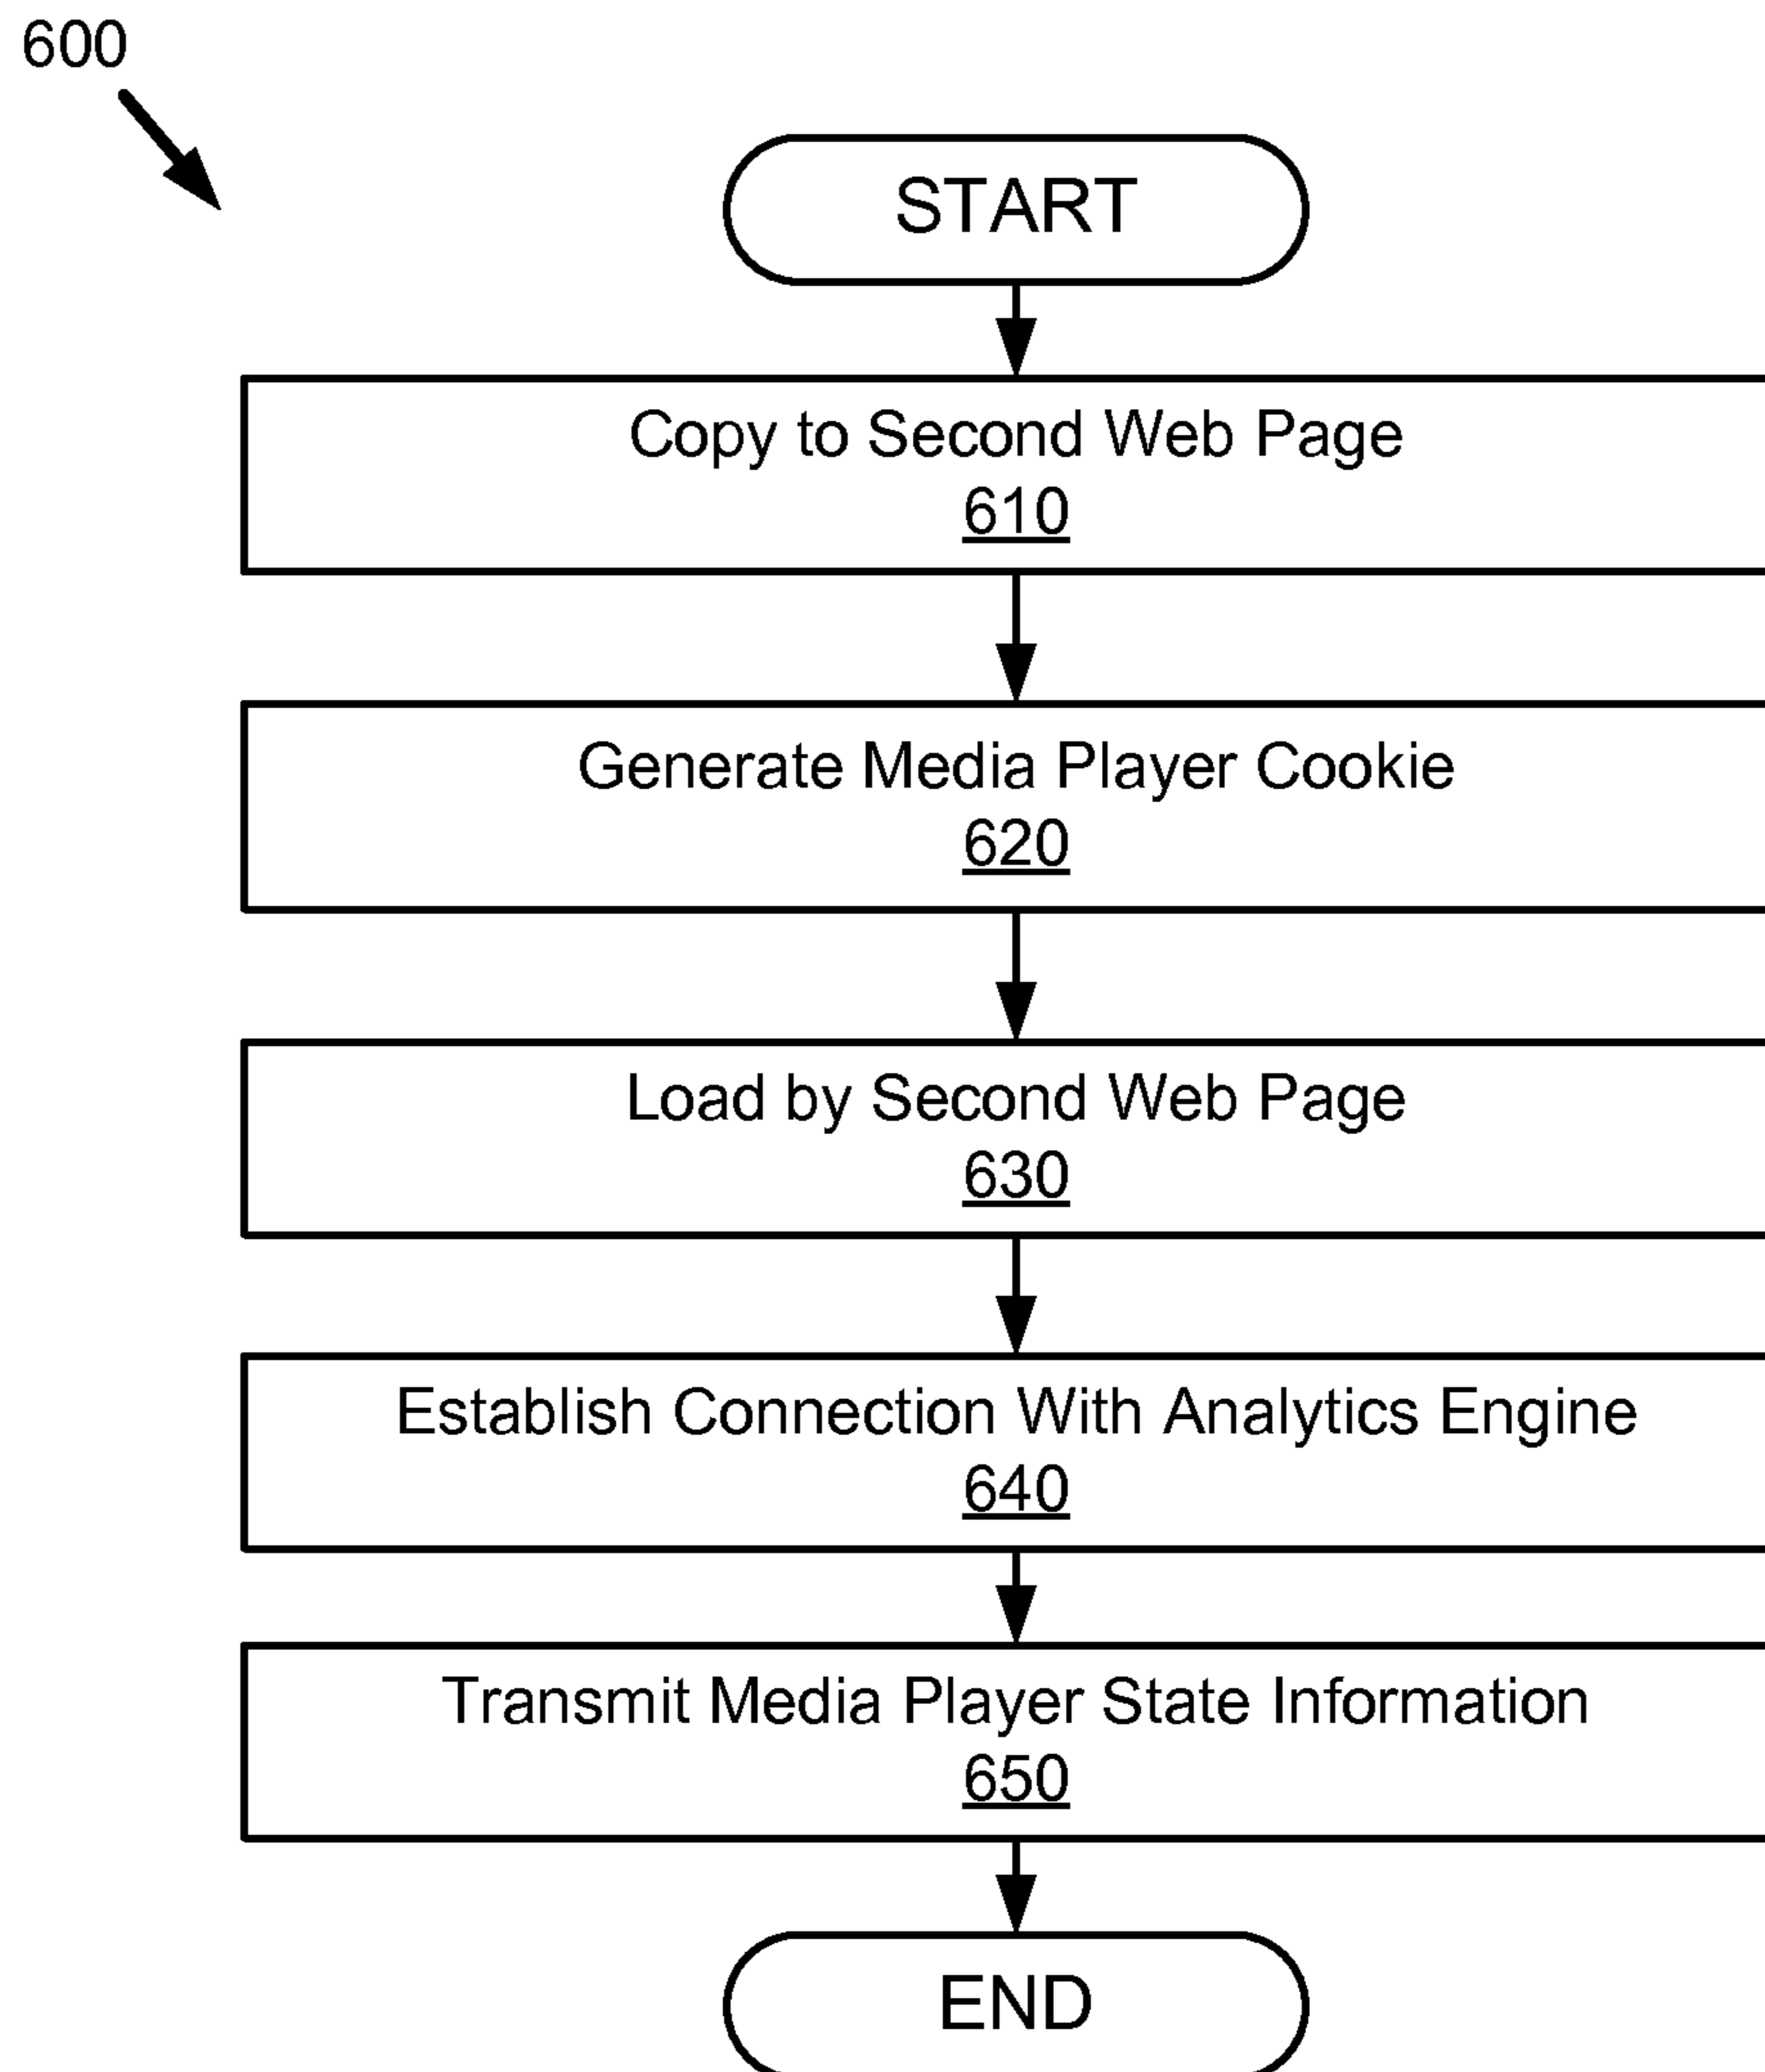 600
START
Copy to Second Web Page
610
Generate Media Player Cookie
620
Load by Second Web Page
630
Establish Connection With Analytics Engine
640
Transmit Media Player State Information
650
END